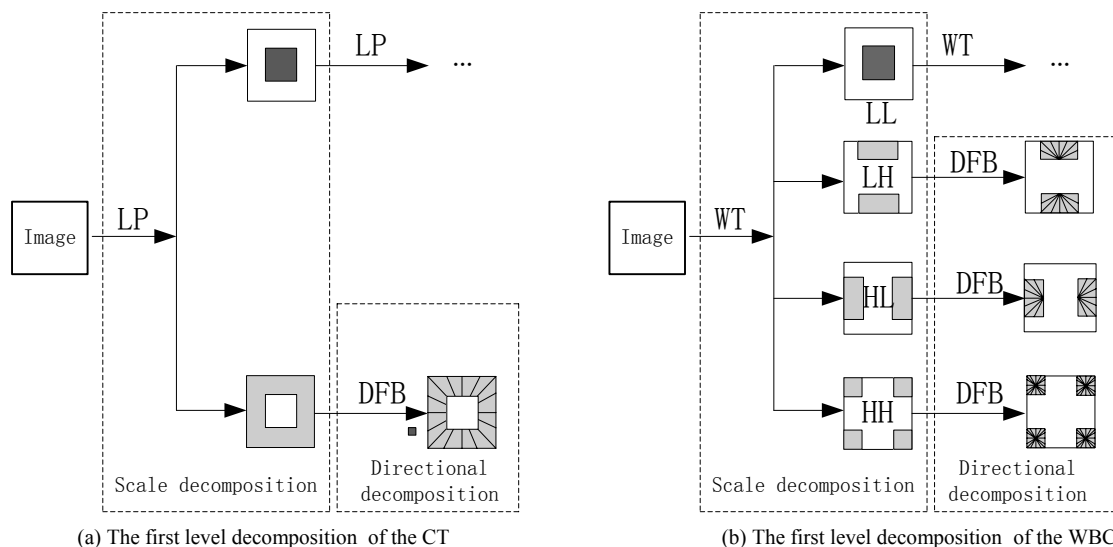 LP
...
Image
LP
DFB
Scale decomposition
Directional
decomposition
(a) The first level decomposition of the CT
WT
...
LL
LH
DFB
Image
WT
HL
DFB
HH
DFB
Scale decomposition
Directional
decomposition
(b) The first level decomposition of the WBC